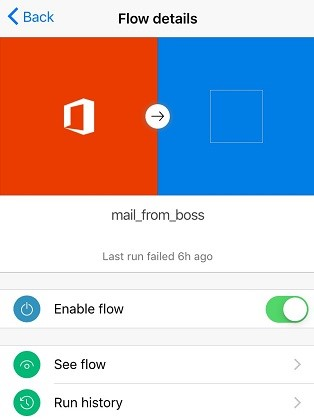 Back
Flow details
mail_from_boss
Last run failed 6h ago
Enable flow
See flow
Run history